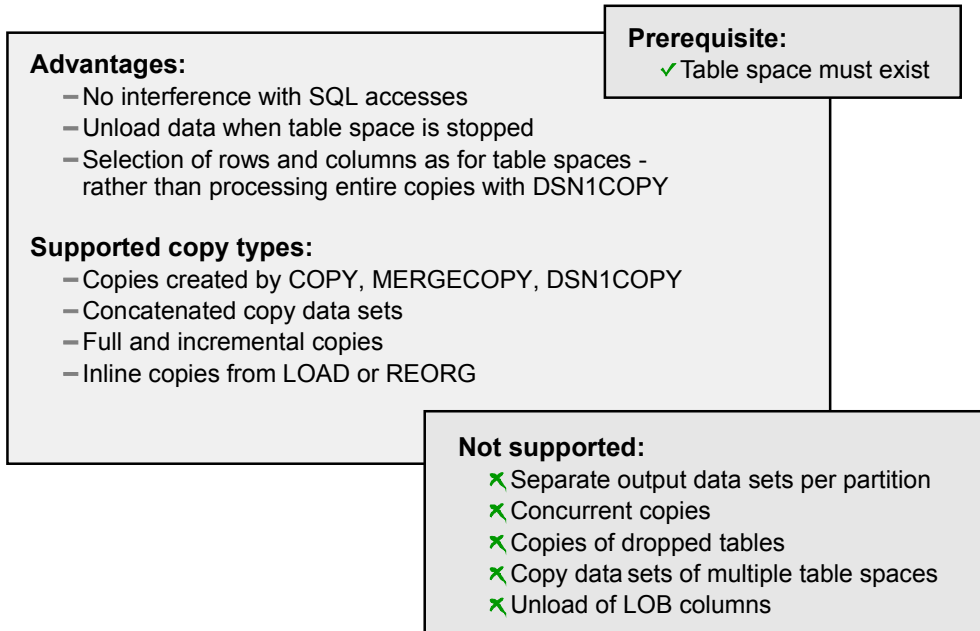 Prerequisite:
✓ Table space must exist
Advantages:
– No interference with SQL accesses
– Unload data when table space is stopped
– Selection of rows and columns as for table spaces -
rather than processing entire copies with DSN1COPY
Supported copy types:
– Copies created by COPY, MERGECOPY, DSN1COPY
– Concatenated copy data sets
– Full and incremental copies
– Inline copies from LOAD or REORG
Not supported:
✗ Separate output data sets per partition
✗ Concurrent copies
✗ Copies of dropped tables
✗ Copy data sets of multiple table spaces
✗ Unload of LOB columns